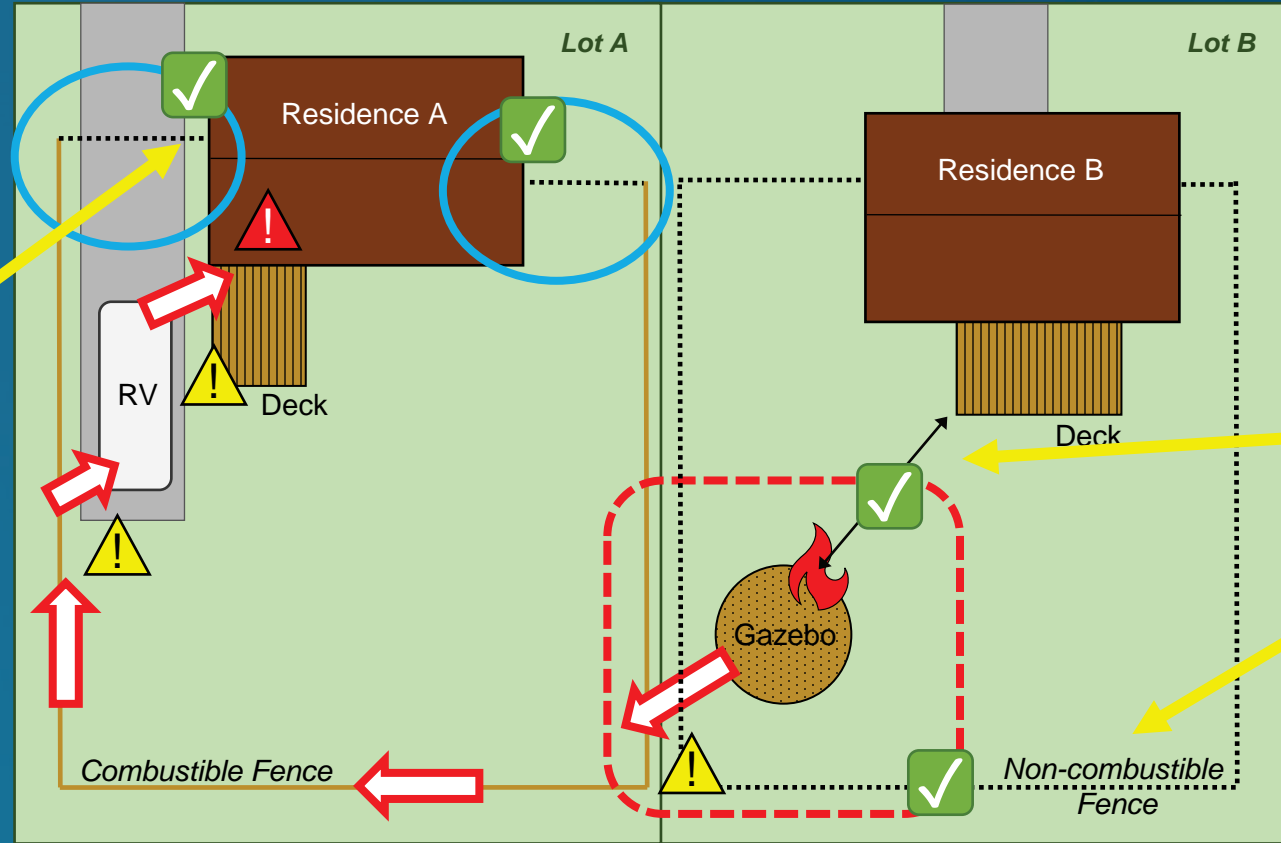 Lot A
Lot B
Residence A
Residence B
!
RV
!
Deck
Deck
!
Gazebo
!
Combustible Fence
Non-combustible
Fence